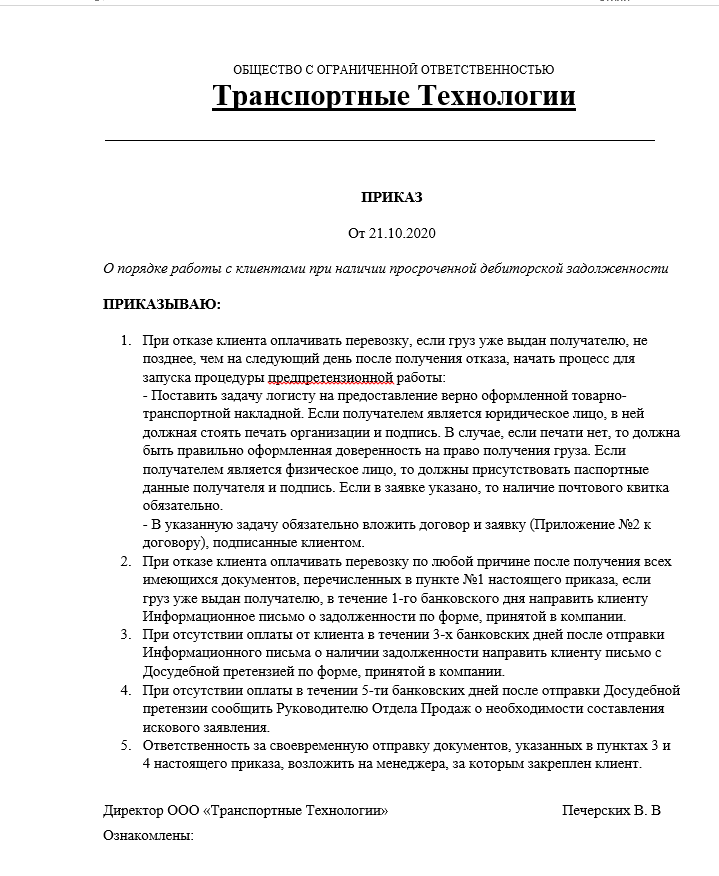 ОБЩЕСТВО С ОГРАНИЧЕННОЙ ОТВЕТСТВЕННОСТЬЮ
Транспортные Технологии
ПРИКАЗ
От 21.10.2020
О порядке работы с клиентами при наличии просроченной дебиторской задолженности
ПРИКАЗЫВАЮ:
1. При отказе клиента оплачивать перевозку, если груз уже выдан получателю, не
позднее, чем на следующий день после получения отказа, начать процесс для
запуска процедуры предпретензионной работы:
- Поставить задачу логисту на предоставление верно оформленной товарно-
транспортной накладной. Если получателем является юридическое лицо, в ней
должная стоять печать организации и подпись. В случае, если печати нет, то должна
быть правильно оформленная доверенность на право получения груза. Если
получателем является физическое лицо, то должны присутствовать паспортные
данные получателя и подпись. Если в заявке указано, то наличие почтового квитка
обязательно.
- В указанную задачу обязательно вложить договор и заявку (Приложение №2 к
договору), подписанные клиентом.
2. При отказе клиента оплачивать перевозку по любой причине после получения всех
имеющихся документов, перечисленных в пункте №1 настоящего приказа, если
груз уже выдан получателю, в течение 1-го банковского дня направить клиенту
Информационное письмо о задолженности по форме, принятой в компании.
3. При отсутствии оплаты от клиента в течении 3-х банковских дней после отправки
Информационного письма о наличии задолженности направить клиенту письмо с
Досудебной претензией по форме, принятой в компании.
4. При отсутствии оплаты в течении 5-ти банковских дней после отправки Досудебной
претензии сообщить Руководителю Отдела Продаж о необходимости составления
искового заявления.
5. Ответственность за своевременную отправку документов, указанных в пунктах 3 и
4 настоящего приказа, возложить на менеджера, за которым закреплен клиент.
Директор ООО «Транспортные Технологии» Печерских В. В
Ознакомлены: